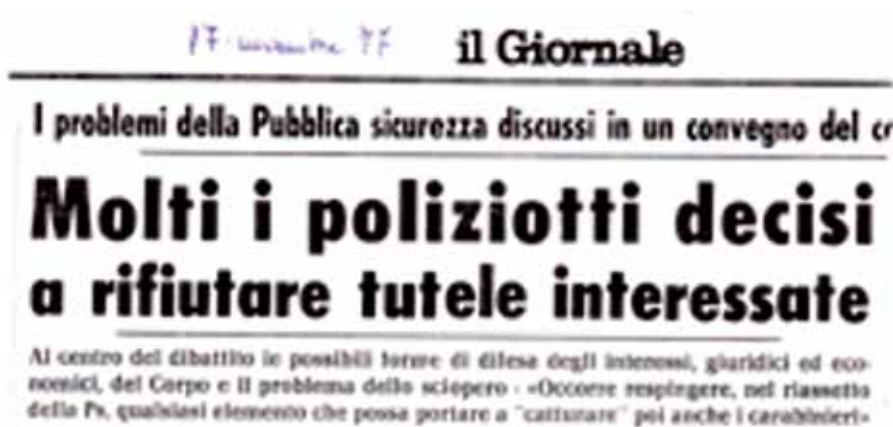 17 novembre 77
il Giornale
I problemi della Pubblica sicurezza discussi in un convegno del
Molti i poliziotti decisi
a rifiutare tutele interessate
Al centro del dibattito le possibili forme di difesa degli interessi, giuridici ed eco-
nomici, del Corpo e il problema dello sciopero - «Occorre respingere, nel riassetto
della Ps, qualsiasi elemento che possa portare a "catturare" poi anche i carabinieri»